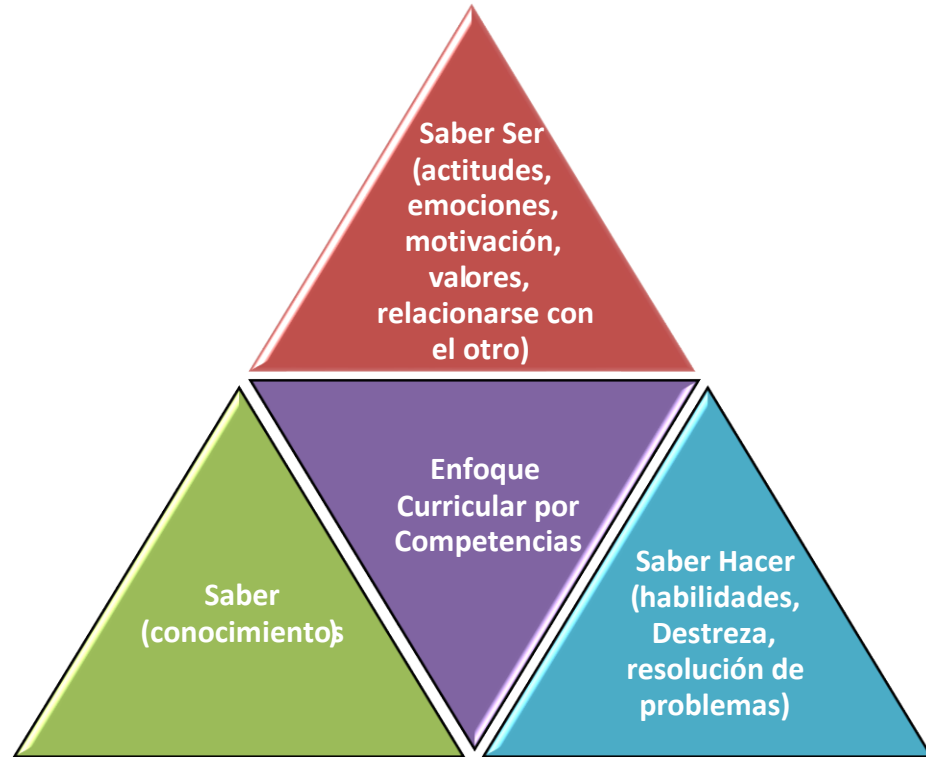 Saber Ser
(actitudes,
emociones,
motivación,
valores,
relacionarse con
el otro)
Enfoque
Curricular por
Competencias
Saber
(conocimientos)
Saber Hacer
(habilidades,
Destreza,
resolución de
problemas)